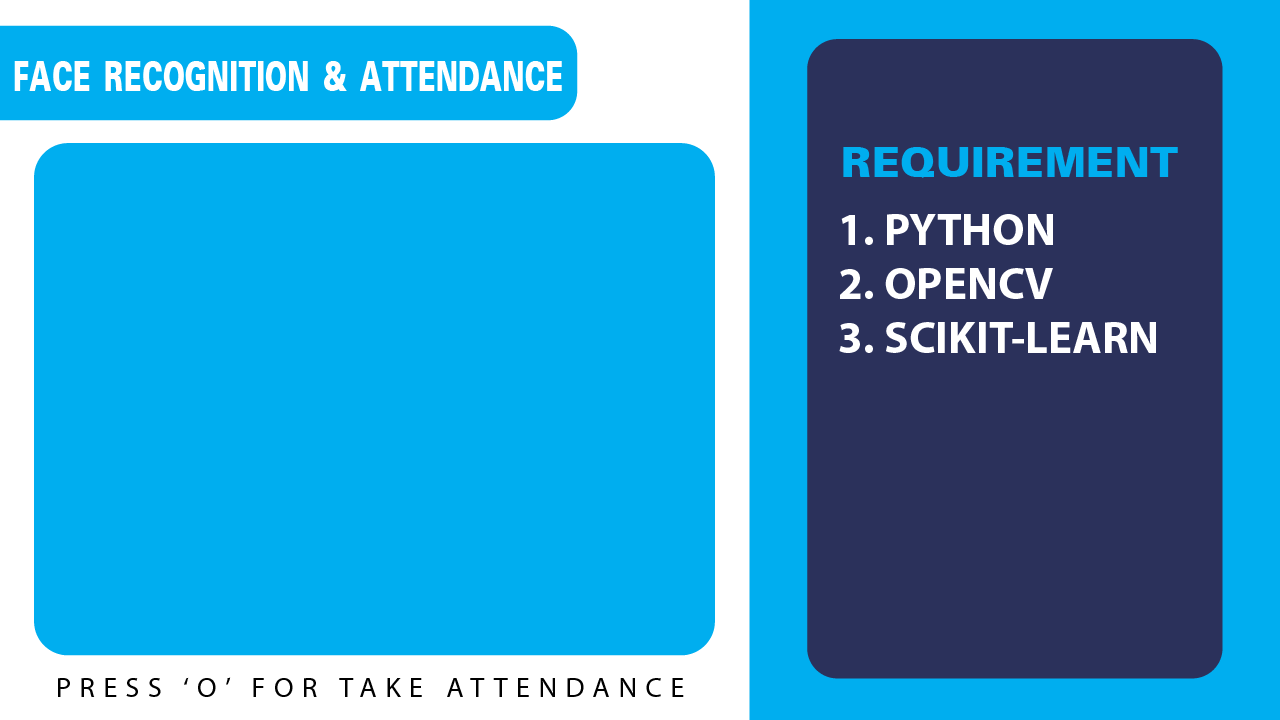 FACE RECOGNITION & ATTENDANCE
PRESS ‘O’ FOR TAKE ATTENDANCE
REQUIREMENT
1. PYTHON
2. OPENCV
3. SCIKIT-LEARN